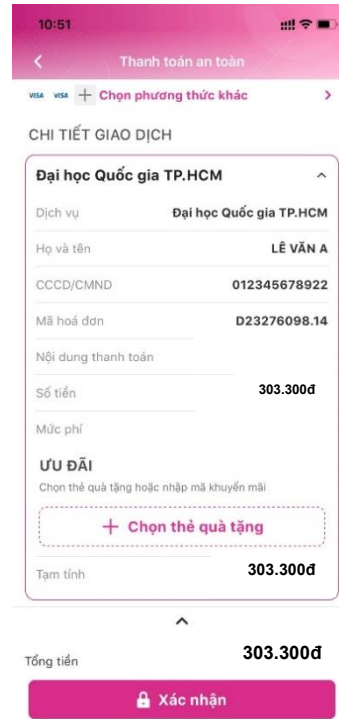 10:51
Thanh toán an toàn
VISA VISA + Chọn phương thức khác >
CHI TIẾT GIAO DỊCH
Đại học Quốc gia TP.HCM
Dịch vụ Đại học Quốc gia TP.HCM
Họ và tên LÊ VĂN A
CCCD/CMND 012345678922
Mã hoá đơn D23276098.14
Nội dung thanh toán
Số tiền 303.300đ
Mức phí
ƯU ĐÃI
Chọn thẻ quà tặng hoặc nhập mã khuyến mãi
+ Chọn thẻ quà tặng
Tạm tính 303.300đ
Tổng tiền 303.300đ
Xác nhận